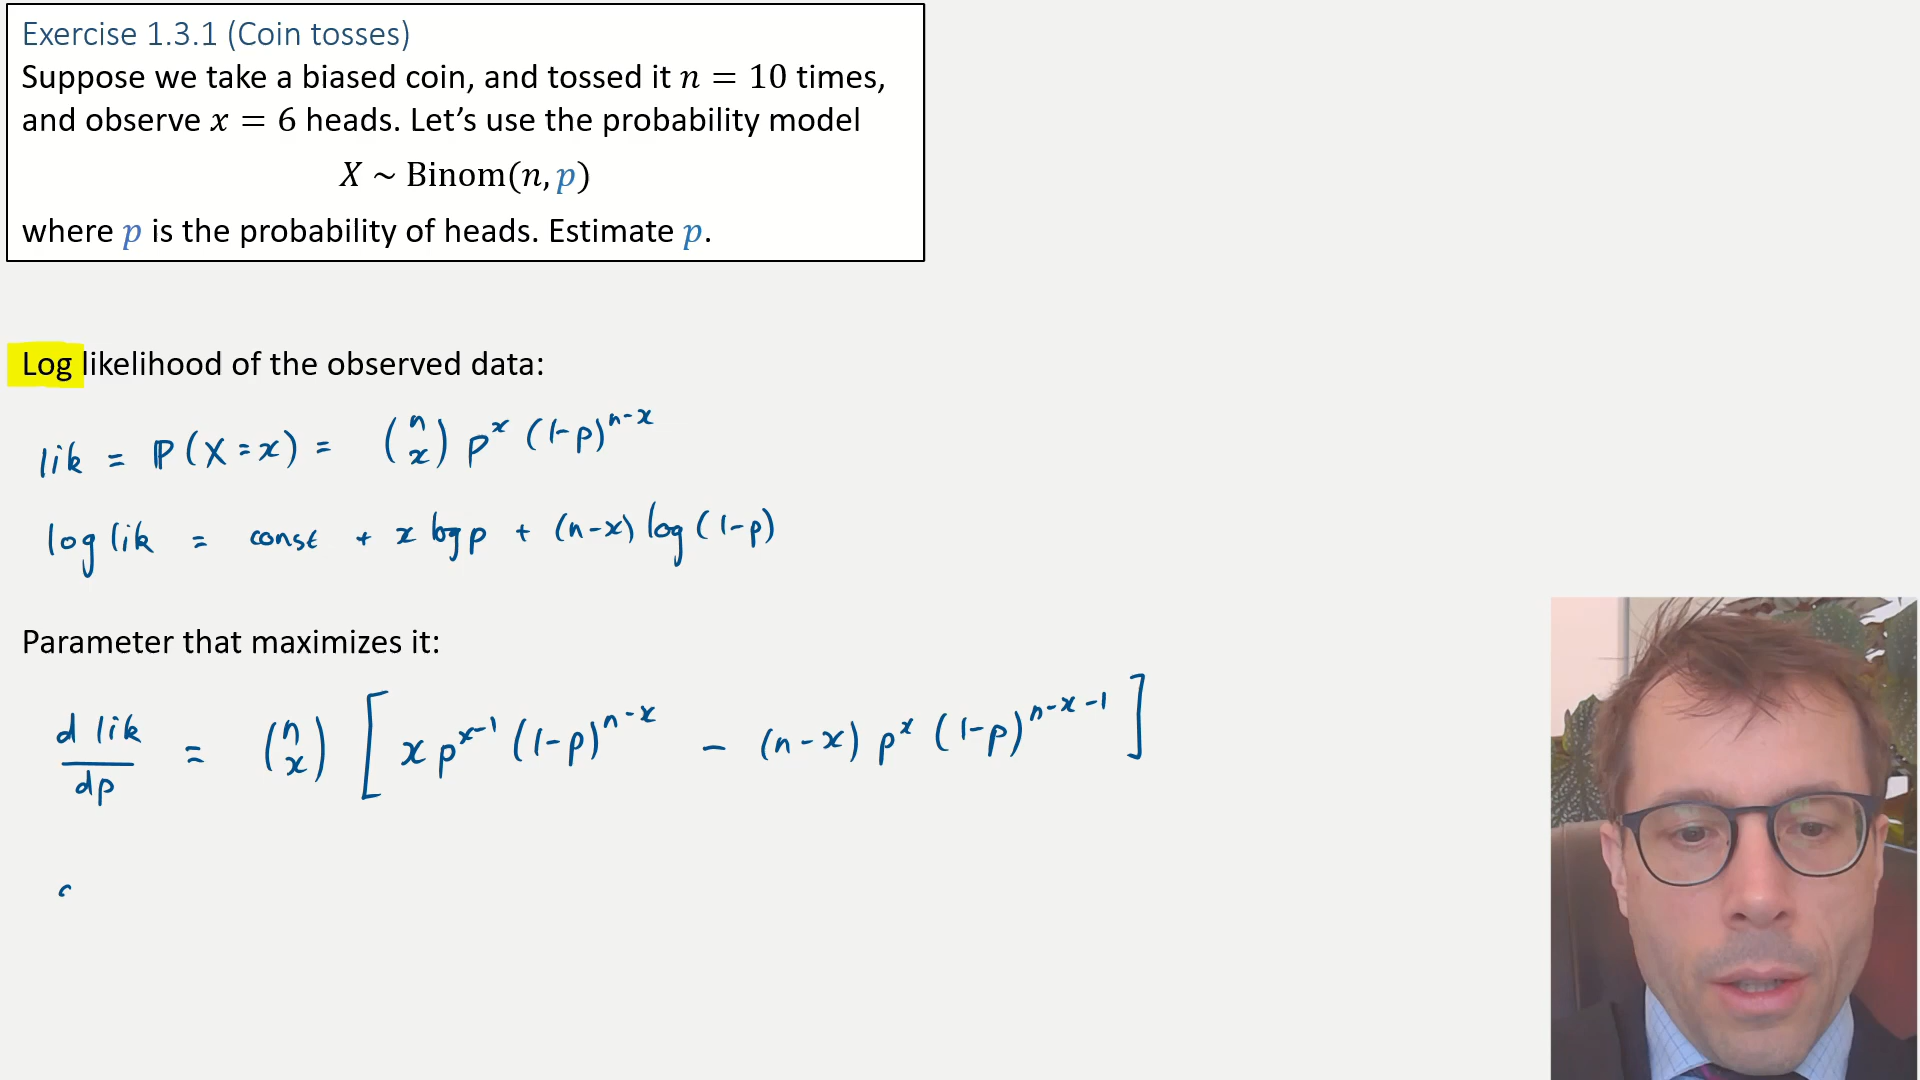 Exercise 1.3.1 (Coin tosses)
Suppose we take a biased coin, and tossed it n = 10 times,
and observe x = 6 heads. Let’s use the probability model
X ~ Binom(n, p)
where p is the probability of heads. Estimate p.
Log likelihood of the observed data:
lik = ℙ(X=x) = (n x) p^x (1-p)^{n-x}
log lik = const + x log p + (n-x) log (1-p)
Parameter that maximizes it:
d lik / dp = (n x) [ x p^{x-1} (1-p)^{n-x} - (n-x) p^x (1-p)^{n-x-1} ]